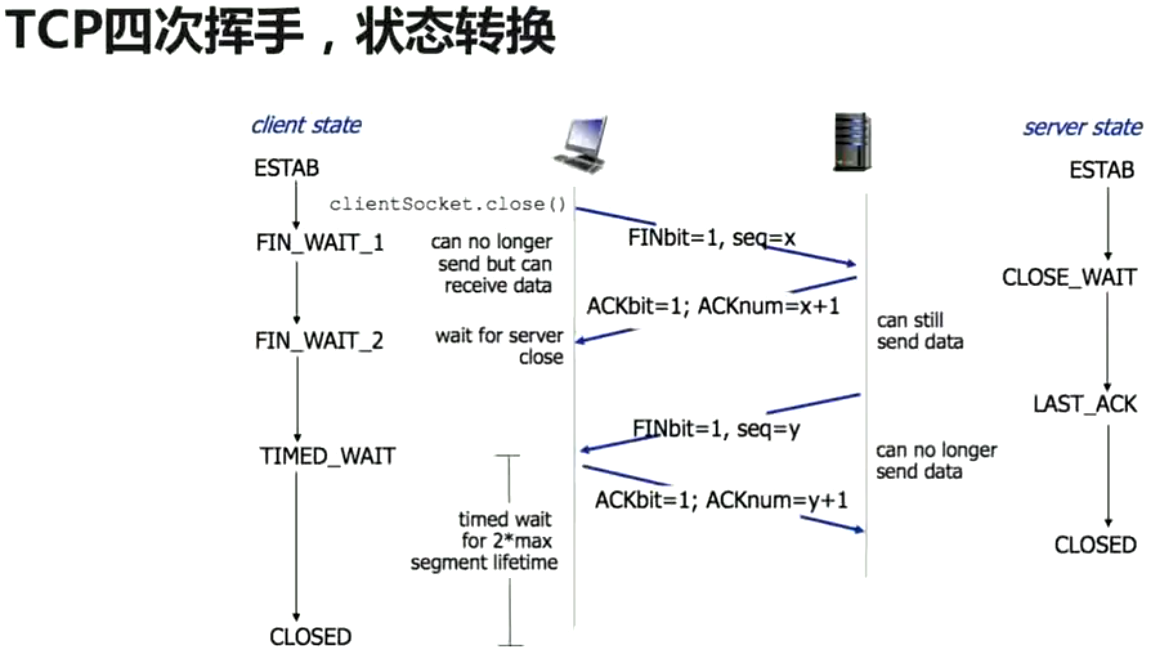 TCP四次挥手，状态转换
client state
server state
ESTAB
ESTAB
clientSocket.close()
FINbit=1, seq=x
FIN_WAIT_1
can no longer
send but can
receive data
CLOSE_WAIT
ACKbit=1; ACKnum=x+1
can still
send data
FIN_WAIT_2
wait for server
close
LAST_ACK
FINbit=1, seq=y
can no longer
send data
TIMED_WAIT
ACKbit=1; ACKnum=y+1
timed wait
for 2*max
segment lifetime
CLOSED
CLOSED